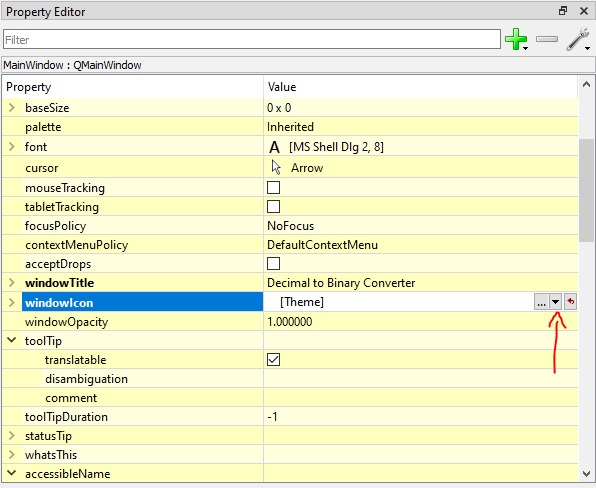 Property Editor
Filter
MainWindow : QMainWindow
Property Value
baseSize 0 x 0
palette Inherited
font A [MS Shell Dlg 2, 8]
cursor Arrow
mouseTracking
tabletTracking
focusPolicy NoFocus
contextMenuPolicy DefaultContextMenu
acceptDrops
windowTitle Decimal to Binary Converter
windowIcon [Theme] ...
windowOpacity 1.000000
toolTip
translatable
disambiguation
comment
toolTipDuration -1
statusTip
whatsThis
accessibleName